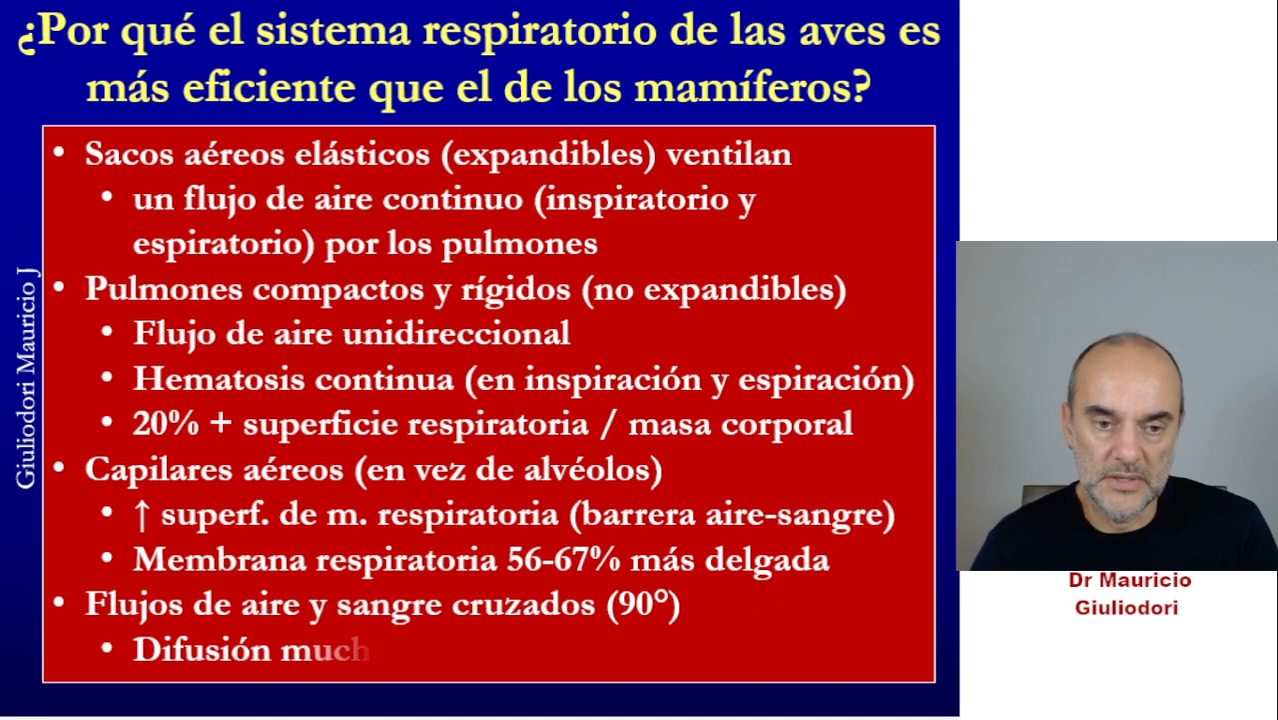 ¿Por qué el sistema respiratorio de las aves es
más eficiente que el de los mamíferos?
• Sacos aéreos elásticos (expandibles) ventilan
• un flujo de aire continuo (inspiratorio y
espiratorio) por los pulmones
• Pulmones compactos y rígidos (no expandibles)
• Flujo de aire unidireccional
• Hematosis continua (en inspiración y espiración)
• 20% + superficie respiratoria / masa corporal
• Capilares aéreos (en vez de alvéolos)
• ↑ superf. de m. respiratoria (barrera aire-sangre)
• Membrana respiratoria 56-67% más delgada
• Flujos de aire y sangre cruzados (90°)
• Difusión much
Giuliodori Mauricio J
Dr Mauricio
Giuliodori